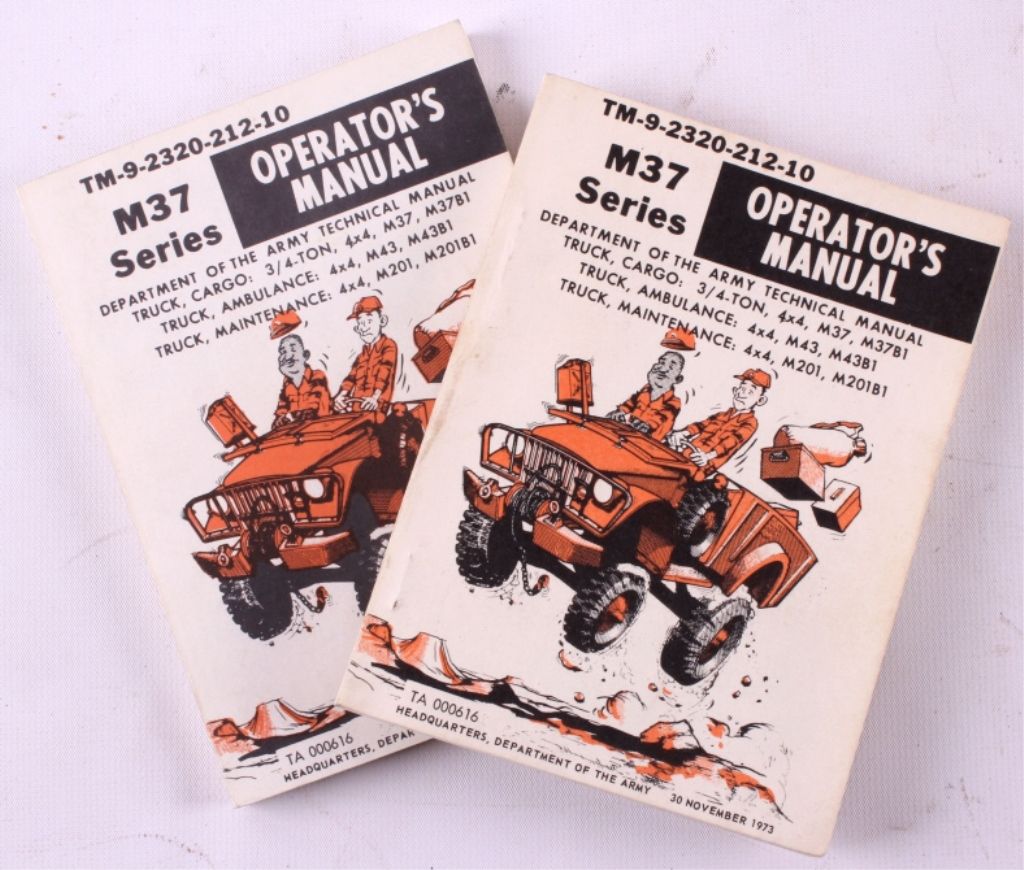 TM-9-2320-212-10
M37
Series
OPERATOR'S
MANUAL
DEPARTMENT OF THE ARMY TECHNICAL MANUAL
TRUCK, CARGO: 3/4-TON, 4x4, M37, M37B1
TRUCK, AMBULANCE: 4x4, M43, M43B1
TRUCK, MAINTENANCE: 4x4, M201, M201B1
TA 000616
HEADQUARTERS, DEPAR
TM-9-2320-212-10
M37
Series
OPERATOR'S
MANUAL
DEPARTMENT OF THE ARMY TECHNICAL MANUAL
TRUCK, CARGO: 3/4-TON, 4x4, M37, M37B1
TRUCK, AMBULANCE: 4x4, M43, M43B1
TRUCK, MAINTENANCE: 4x4, M201, M201B1
TA 000616
HEADQUARTERS, DEPARTMENT OF THE ARMY 30 NOVEMBER 1973